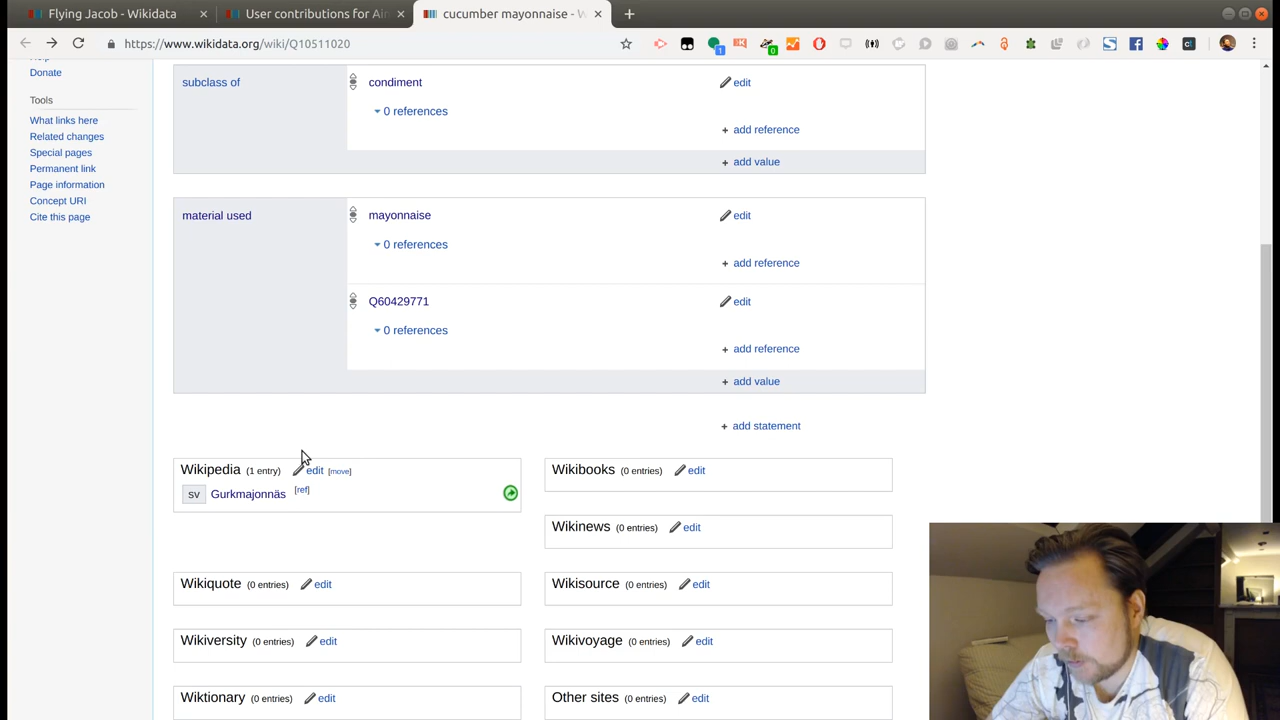 Flying Jacob - Wikidata
User contributions for Air
cucumber mayonnaise - W
https://www.wikidata.org/wiki/Q10511020
1
0
Donate
Tools
What links here
Related changes
Special pages
Permanent link
Page information
Concept URI
Cite this page
subclass of
condiment
edit
0 references
+ add reference
+ add value
material used
mayonnaise
edit
0 references
+ add reference
Q60429771
edit
0 references
+ add reference
+ add value
+ add statement
Wikipedia (1 entry) edit [move]
sv Gurkmajonnäs [ref]
Wikibooks (0 entries) edit
Wikinews (0 entries) edit
Wikiquote (0 entries) edit
Wikisource (0 entries) edit
Wikiversity (0 entries) edit
Wikivoyage (0 entries) edit
Wiktionary (0 entries) edit
Other sites (0 entries) edit